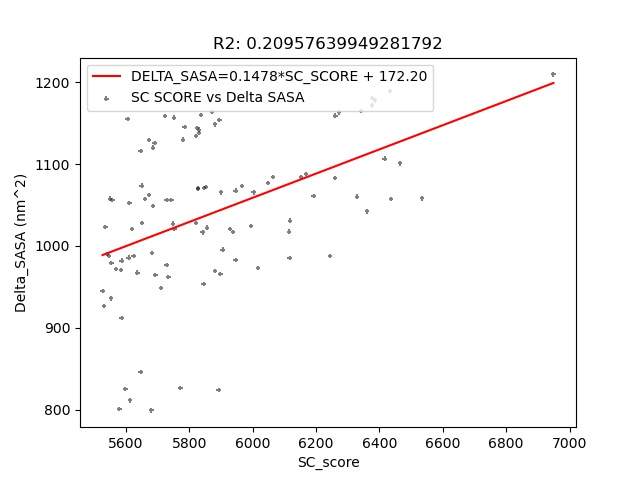 R2: 0.20957639949281792
DELTA_SASA=0.1478*SC_SCORE + 172.20
SC SCORE vs Delta SASA
Delta_SASA (nm^2)
1200
1100
1000
900
800
5600 5800 6000 6200 6400 6600 6800 7000
SC_score